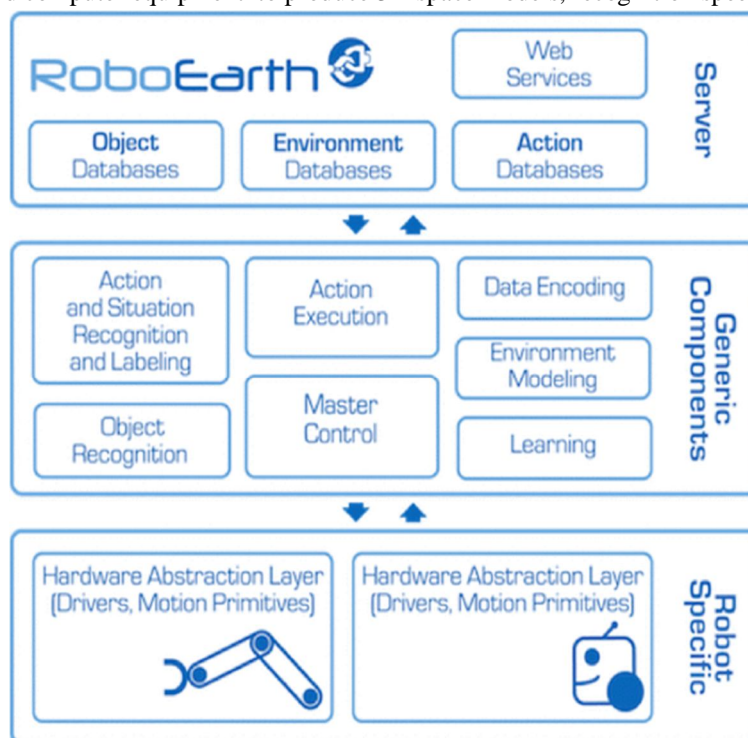 RoboEarth
Web
Services
Object
Databases
Environment
Databases
Action
Databases
Server
Action
and Situation
Recognition
and Labeling
Action
Execution
Data Encoding
Environment
Modeling
Object
Recognition
Master
Control
Learning
Generic
Components
Hardware Abstraction Layer
(Drivers, Motion Primitives)
Hardware Abstraction Layer
(Drivers, Motion Primitives)
Robot
Specific